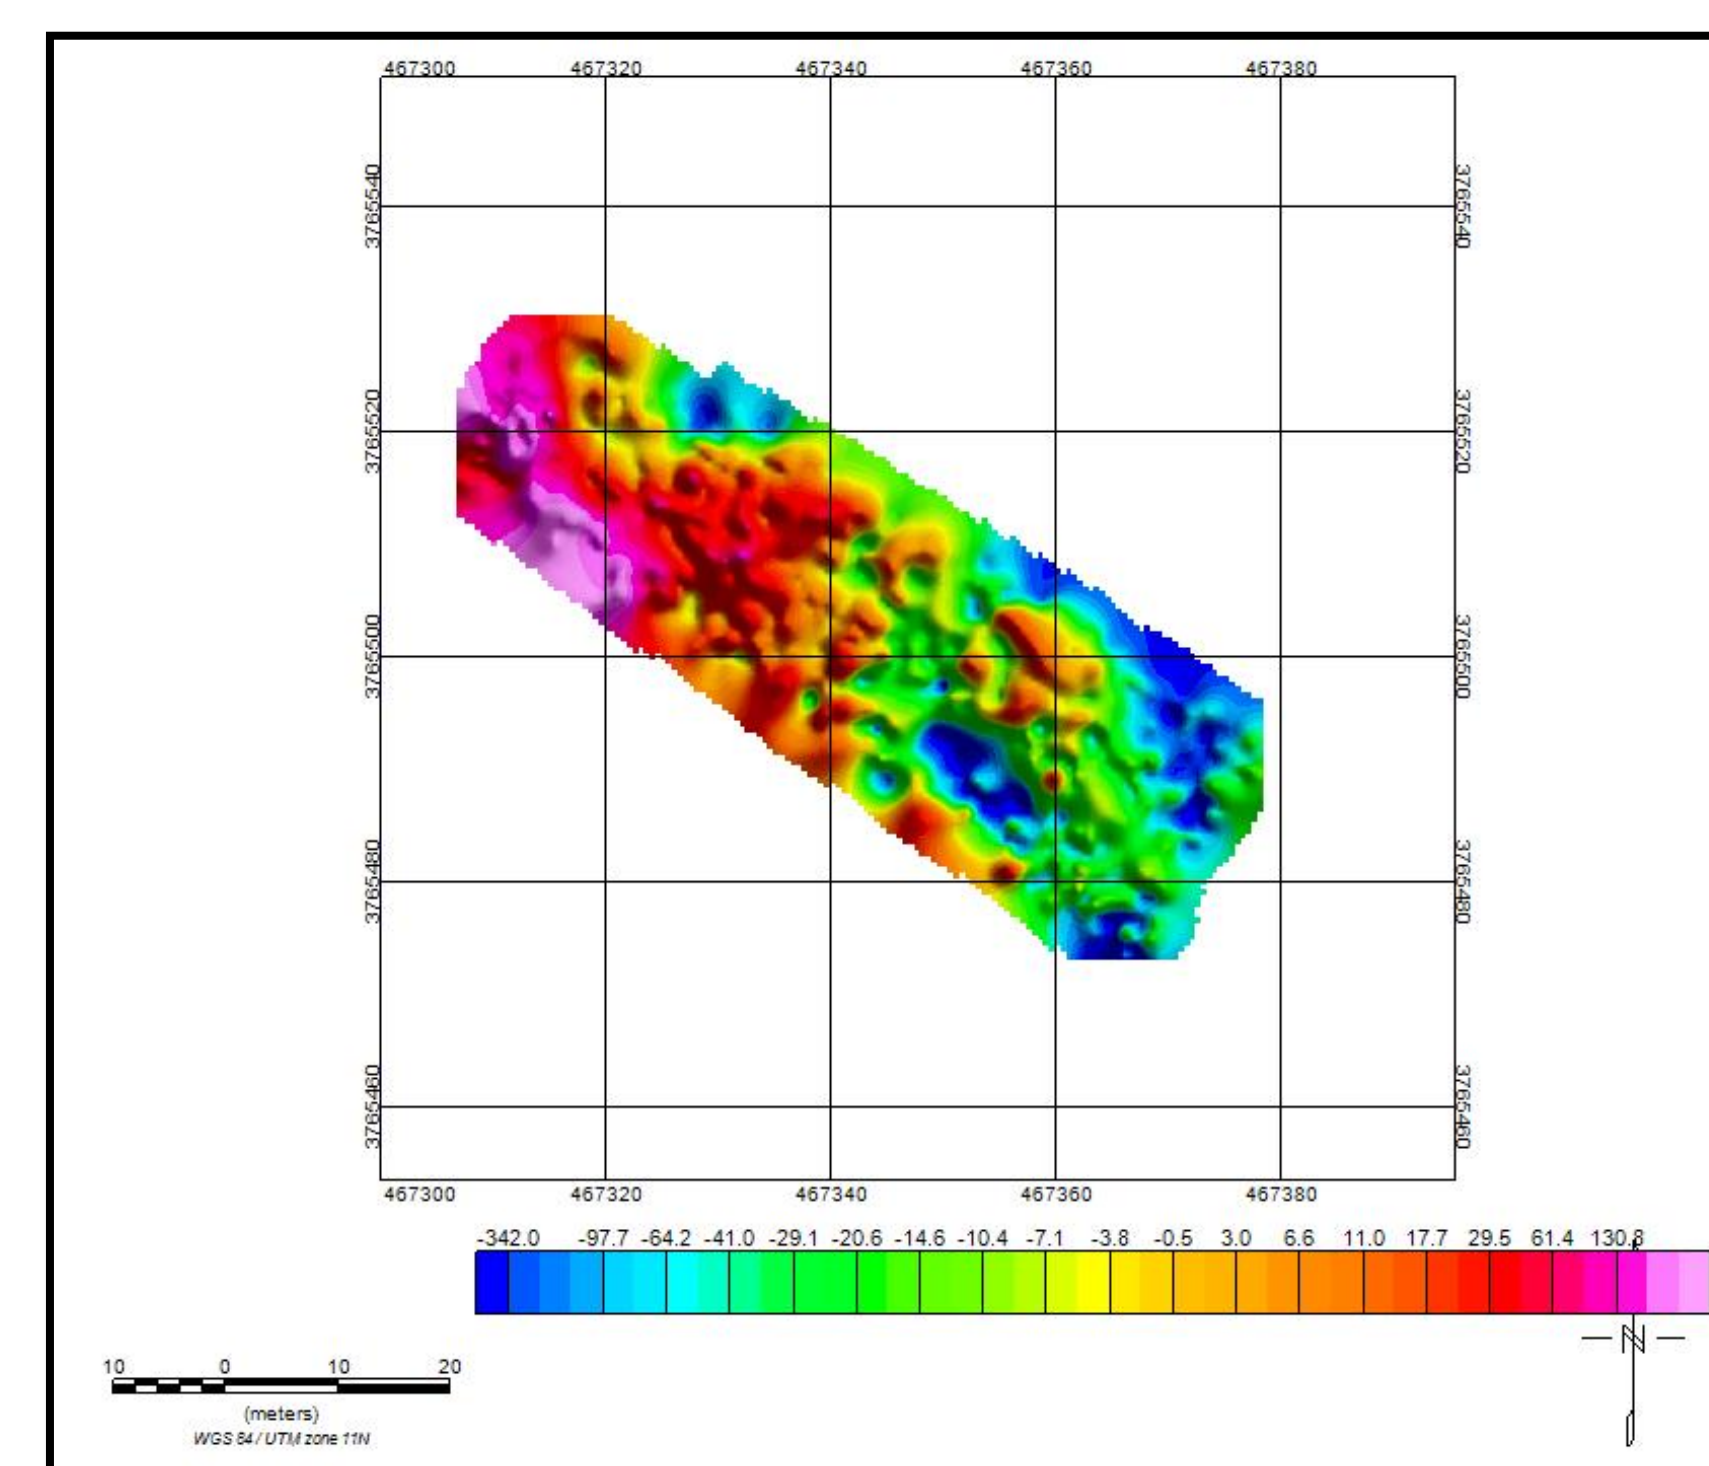 467300 467320 467340 467360 467380
3765540 3765540
3765520 3765520
3765500 3765500
3765480 3765480
3765460 3765460
467300 467320 467340 467360 467380
-342.0 -97.7 -64.2 -41.0 -29.1 -20.6 -14.6 -10.4 -7.1 -3.8 -0.5 3.0 6.6 11.0 17.7 29.5 61.4 130.8
N
10 0 10 20
(meters)
WGS 84 / UTM zone 11N